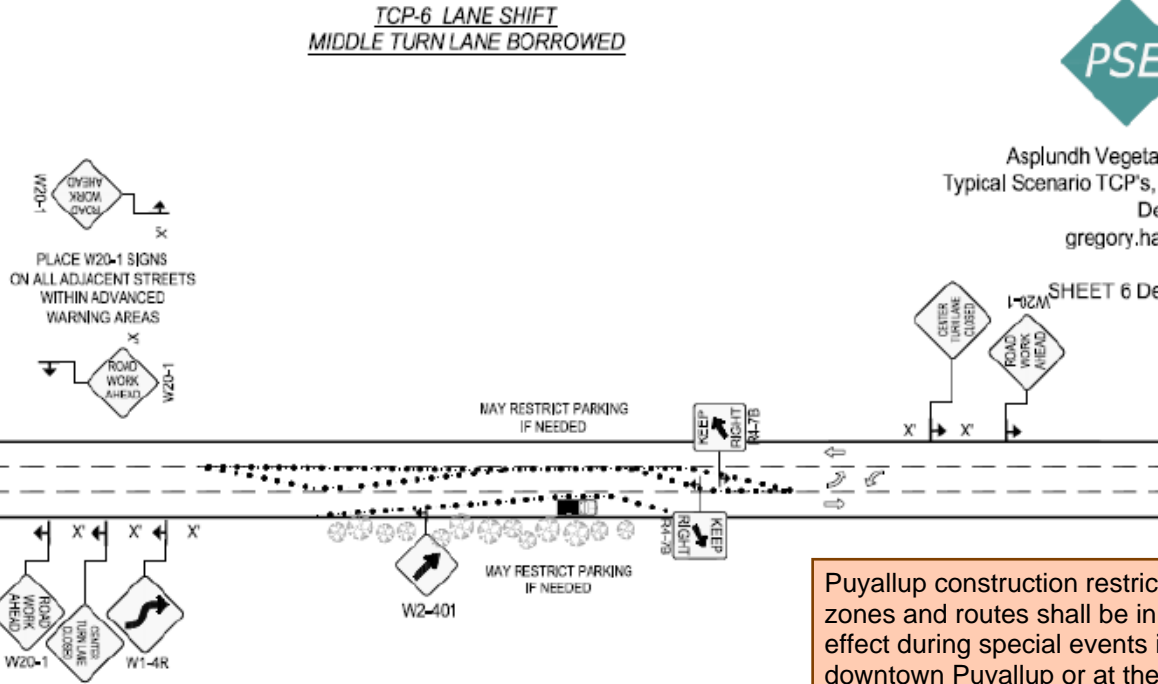 TCP-6 LANE SHIFT
MIDDLE TURN LANE BORROWED
PSE
Asplundh Vegeta
Typical Scenario TCP's,
De
gregory.ha
SHEET 6 De
W20-1
ROAD
WORK
AHEAD
X'
PLACE W20-1 SIGNS
ON ALL ADJACENT STREETS
WITHIN ADVANCED
WARNING AREAS
X'
ROAD
WORK
AHEAD
W20-1
MAY RESTRICT PARKING
IF NEEDED
KEEP
RIGHT
R4-7B
CENTER
TURN LANE
CLOSED
W20-1
ROAD
WORK
AHEAD
X'
X'
X'
X'
X'
ROAD
WORK
AHEAD
W20-1
CENTER
TURN LANE
CLOSED
W1-4R
W2-401
KEEP
RIGHT
MAY RESTRICT PARKING
IF NEEDED
Puyallup construction restric
zones and routes shall be in
effect during special events i
downtown Puyallup or at the